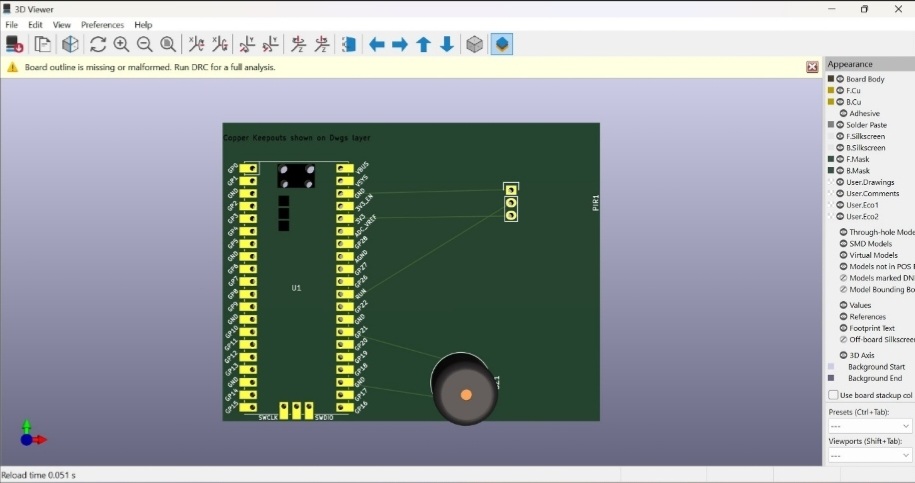 3D Viewer
File Edit View Preferences Help
Board outline is missing or malformed. Run DRC for a full analysis.
Appearance
Board Body
F.Cu
B.Cu
Adhesive
Solder Paste
F.Silkscreen
B.Silkscreen
F.Mask
B.Mask
User.Drawings
User.Comments
User.Eco1
User.Eco2
Through-hole Mode
SMD Models
Virtual Models
Models not in POS F
Models marked DN
Model Bounding Bo
Values
References
Footprint Text
Off-board Silkscree
3D Axis
Background Start
Background End
Use board stackup col
Presets (Ctrl+Tab):
---
Viewports (Shift+Tab):
---
Copper Keepouts shown on Dwgs layer
GP0
GP1
GND
GP2
GP3
GP4
GP5
GND
GP6
GP7
GP8
GP9
GND
GP10
GP11
GP12
GP13
GND
GP14
GP15
U1
VBUS
VSYS
GND
3V3_EN
3V3
ADC_VREF
GP28
AGND
GP27
GP26
RUN
GP22
GND
GP21
GP20
GP19
GP18
GND
GP17
GP16
SWCLK SWDIO
PIR1
Reload time 0.051 s